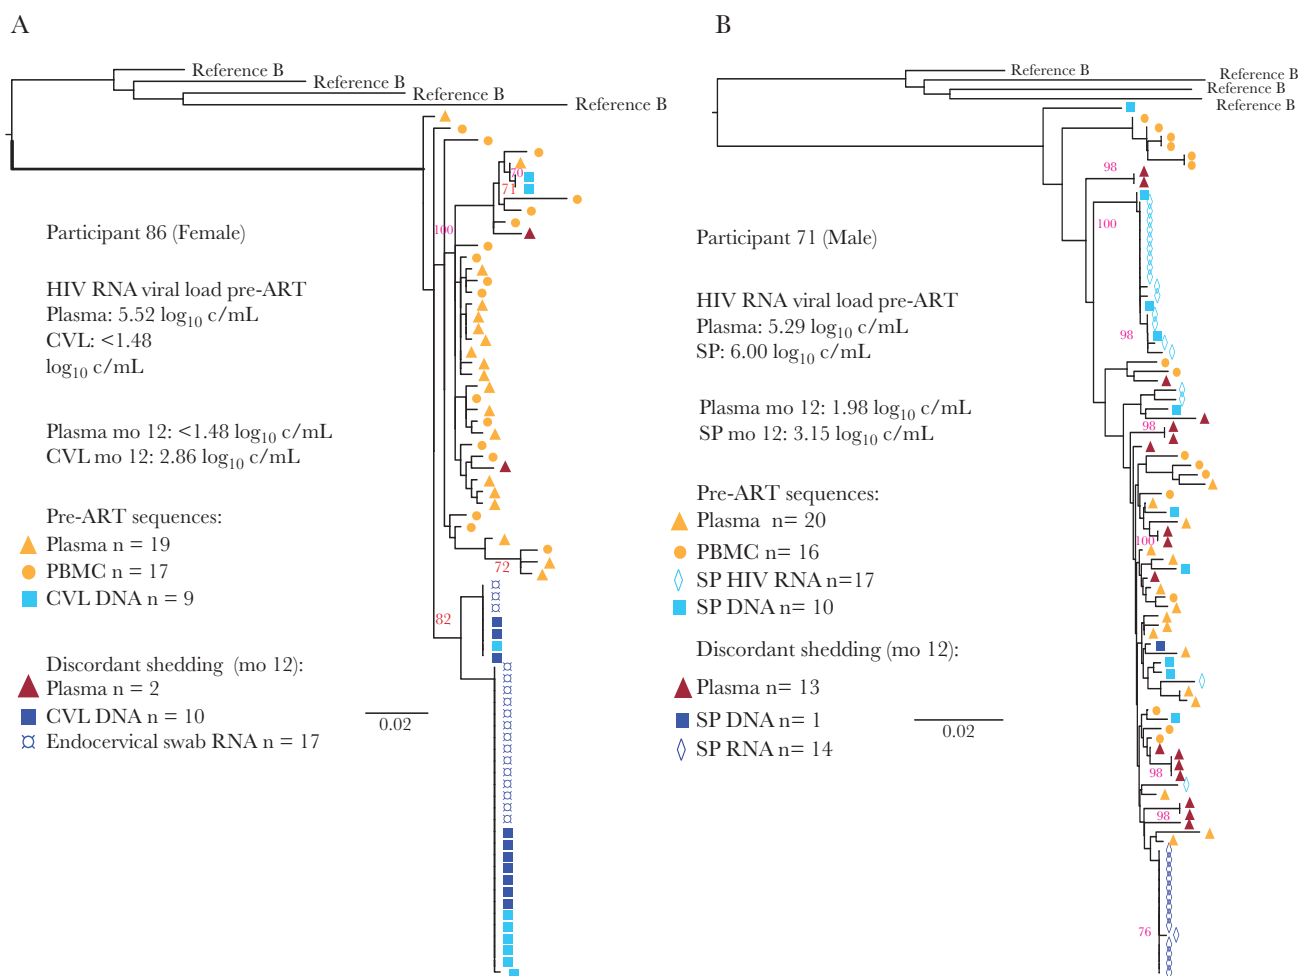 A
Reference B
Reference B
Reference B
Reference B
70
71
100
Participant 86 (Female)
HIV RNA viral load pre-ART
Plasma: 5.52 log10 c/mL
CVL: <1.48
log10 c/mL
Plasma mo 12: <1.48 log10 c/mL
CVL mo 12: 2.86 log10 c/mL
Pre-ART sequences:
Plasma n = 19
PBMC n = 17
CVL DNA n = 9
72
82
Discordant shedding (mo 12):
Plasma n = 2
CVL DNA n = 10
Endocervical swab RNA n = 17
0.02
B
Reference B
Reference B
Reference B
Reference B
98
100
Participant 71 (Male)
HIV RNA viral load pre-ART
Plasma: 5.29 log10 c/mL
SP: 6.00 log10 c/mL
98
Plasma mo 12: 1.98 log10 c/mL
SP mo 12: 3.15 log10 c/mL
98
Pre-ART sequences:
Plasma n= 20
PBMC n= 16
SP HIV RNA n=17
SP DNA n= 10
100
Discordant shedding (mo 12):
Plasma n= 13
SP DNA n= 1
SP RNA n= 14
0.02
98
98
76